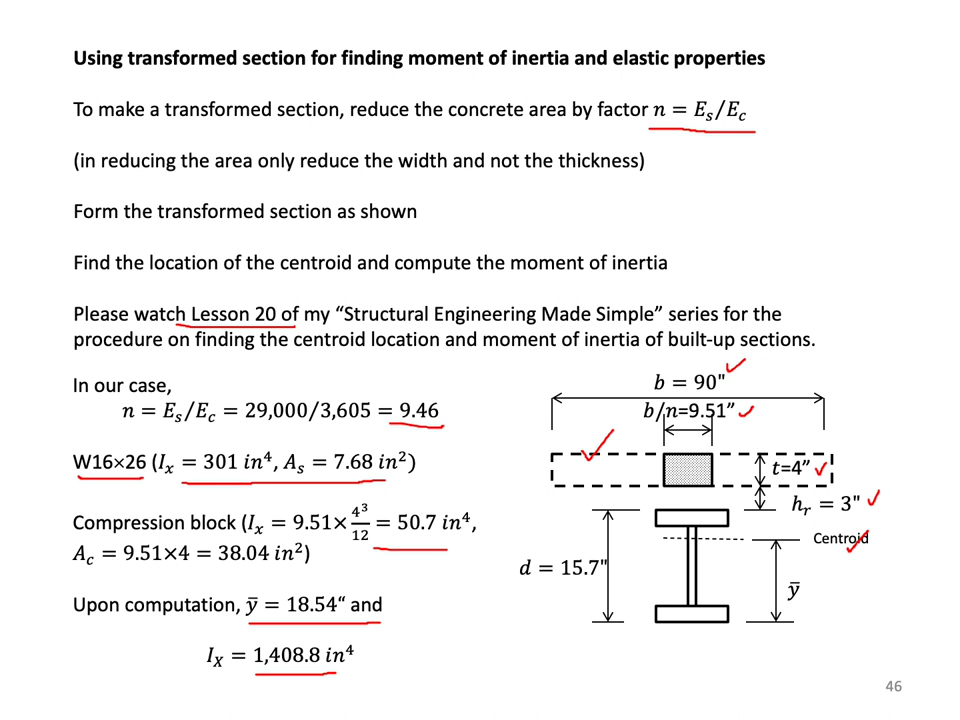 Using transformed section for finding moment of inertia and elastic properties
To make a transformed section, reduce the concrete area by factor n = Eₛ/E_c
(in reducing the area only reduce the width and not the thickness)
Form the transformed section as shown
Find the location of the centroid and compute the moment of inertia
Please watch Lesson 20 of my “Structural Engineering Made Simple” series for the
procedure on finding the centroid location and moment of inertia of built-up sections.
In our case,
n = Eₛ/E_c = 29,000/3,605 = 9.46
W16×26 (Iₓ = 301 in⁴, Aₛ = 7.68 in²)
Compression block (Iₓ = 9.51× 4³/12 = 50.7 in⁴,
A_c = 9.51×4 = 38.04 in²)
Upon computation, ȳ = 18.54“ and
I_X = 1,408.8 in⁴
b = 90"
b/n=9.51”
t=4”
hᵣ = 3"
Centroid
d = 15.7"
ȳ
46